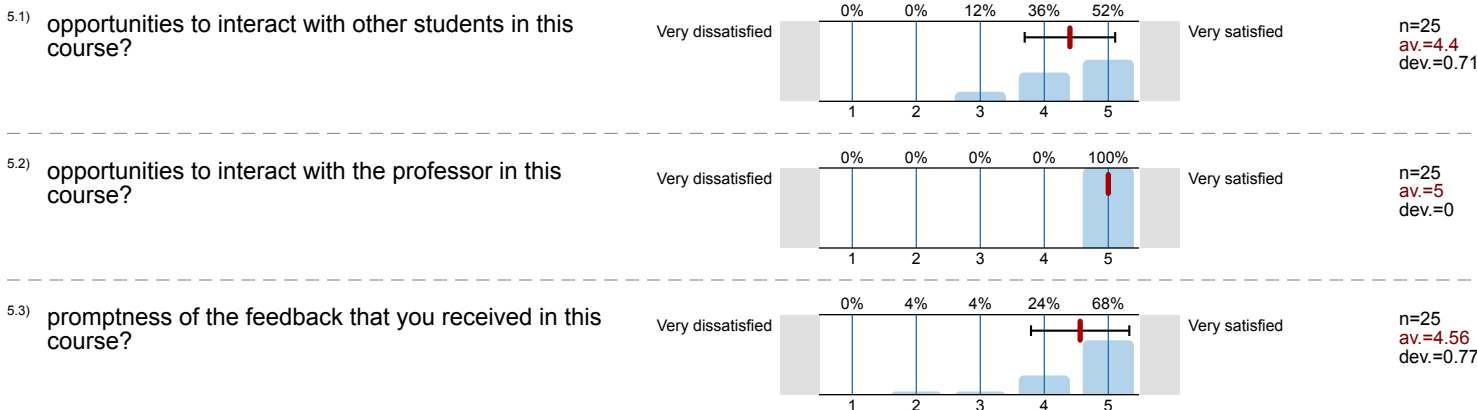 0% 0% 12% 36% 52%
5.1) opportunities to interact with other students in this
course?
Very dissatisfied Very satisfied
n=25
av.=4.4
dev.=0.71
1 2 3 4 5
0% 0% 0% 0% 100%
5.2) opportunities to interact with the professor in this
course?
Very dissatisfied Very satisfied
n=25
av.=5
dev.=0
1 2 3 4 5
0% 4% 4% 24% 68%
5.3) promptness of the feedback that you received in this
course?
Very dissatisfied Very satisfied
n=25
av.=4.56
dev.=0.77
1 2 3 4 5